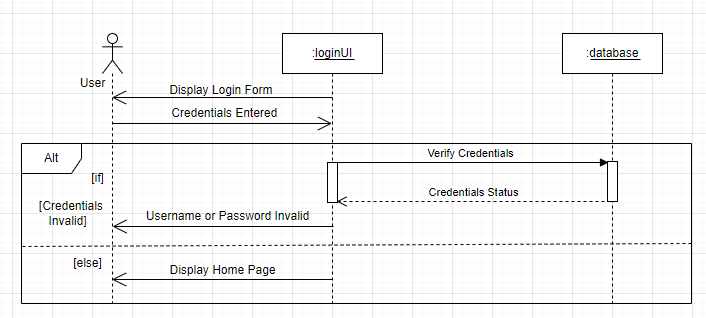 :loginUI
:database
User
Display Login Form
Credentials Entered
Alt
Verify Credentials
[if]
Credentials Status
[Credentials
Invalid]
Username or Password Invalid
[else]
Display Home Page